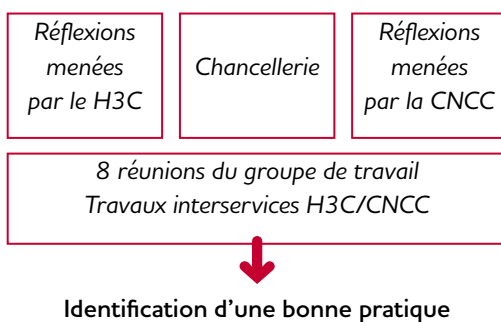 Réflexions
menées
par le H3C
Chancellerie
Réflexions
menées
par la CNCC
8 réunions du groupe de travail
Travaux interservices H3C/CNCC
Identification d'une bonne pratique